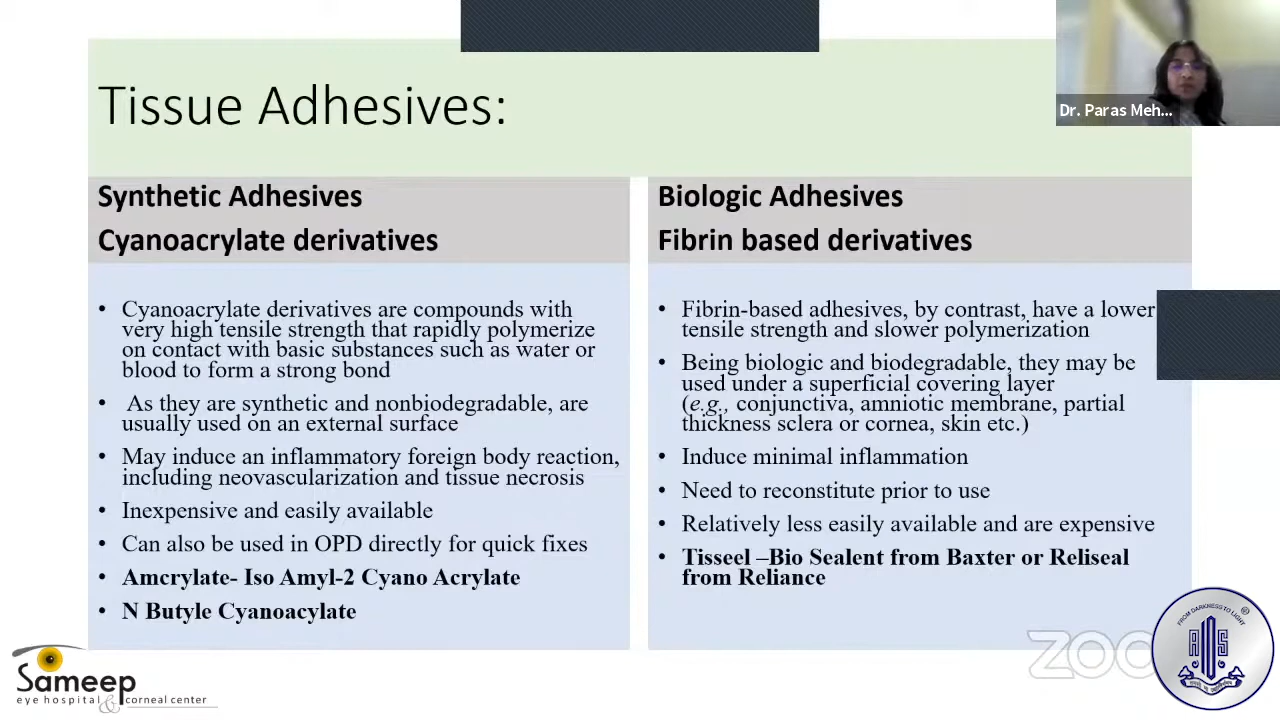 Tissue Adhesives:
Dr. Paras Meh...
Synthetic Adhesives
Cyanoacrylate derivatives
• Cyanoacrylate derivatives are compounds with
very high tensile strength that rapidly polymerize
on contact with basic substances such as water or
blood to form a strong bond
• As they are synthetic and nonbiodegradable, are
usually used on an external surface
• May induce an inflammatory foreign body reaction,
including neovascularization and tissue necrosis
• Inexpensive and easily available
• Can also be used in OPD directly for quick fixes
• Amcrylate- Iso Amyl-2 Cyano Acrylate
• N Butyle Cyanoacylate
Biologic Adhesives
Fibrin based derivatives
• Fibrin-based adhesives, by contrast, have a lower
tensile strength and slower polymerization
• Being biologic and biodegradable, they may be
used under a superficial covering layer
(e.g., conjunctiva, amniotic membrane, partial
thickness sclera or cornea, skin etc.)
• Induce minimal inflammation
• Need to reconstitute prior to use
• Relatively less easily available and are expensive
• Tisseel –Bio Sealent from Baxter or Reliseal
from Reliance
Sameep
eye hospital & corneal center
zoo
FROM DARKNESS TO LIGHT
®
AIOS